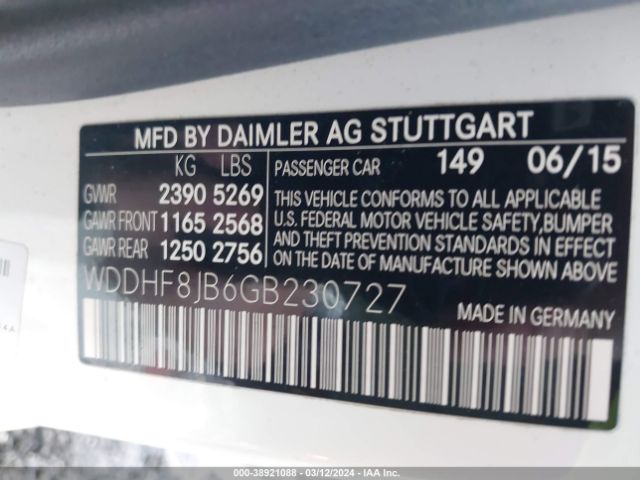 MFD BY DAIMLER AG STUTTGART
KG LBS
GVWR 2390 5269
GAWR FRONT 1165 2568
GAWR REAR 1250 2756
PASSENGER CAR 149 06/15
THIS VEHICLE CONFORMS TO ALL APPLICABLE
U.S. FEDERAL MOTOR VEHICLE SAFETY,BUMPER
AND THEFT PREVENTION STANDARDS IN EFFECT
ON THE DATE OF MANUFACTURE SHOWN ABOVE
WDDHF8JB6GB230727
MADE IN GERMANY
000-38921088 - 03/12/2024 - IAA Inc.